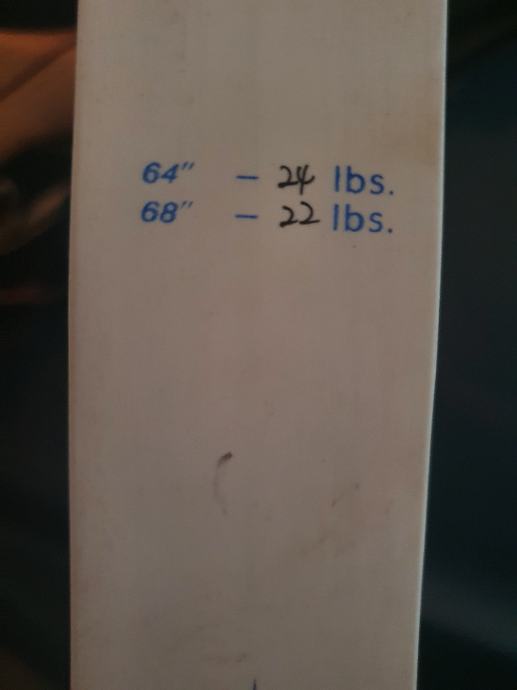 64" - 24 lbs.
68" - 22 lbs.